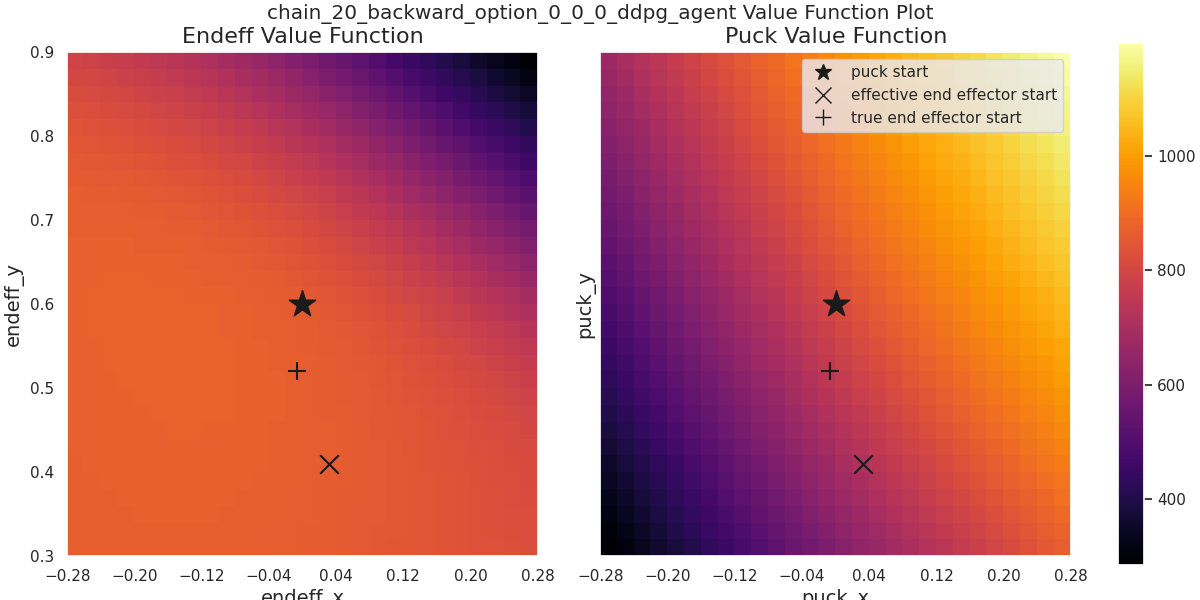 chain_20_backward_option_0_0_0_ddpg_agent Value Function Plot
Endeff Value Function
Puck Value Function
puck start
effective end effector start
true end effector start
0.9
0.8
0.7
0.6
0.5
0.4
0.3
endeff_y
puck_y
1000
800
600
400
−0.28 −0.20 −0.12 −0.04 0.04 0.12 0.20 0.28
−0.28 −0.20 −0.12 −0.04 0.04 0.12 0.20 0.28
endeff_x
puck_x